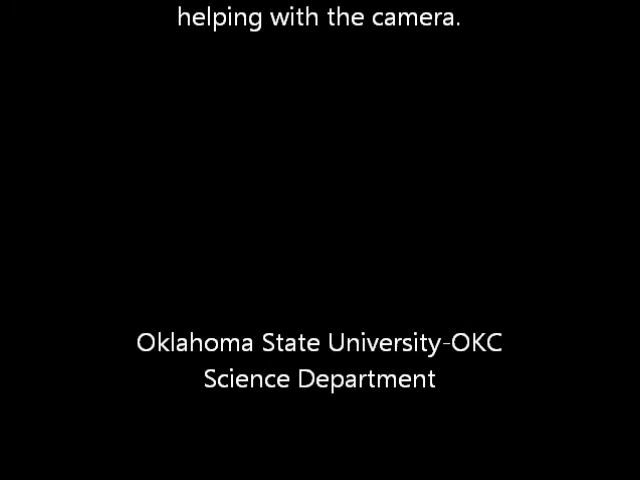 helping with the camera.
Oklahoma State University-OKC
Science Department